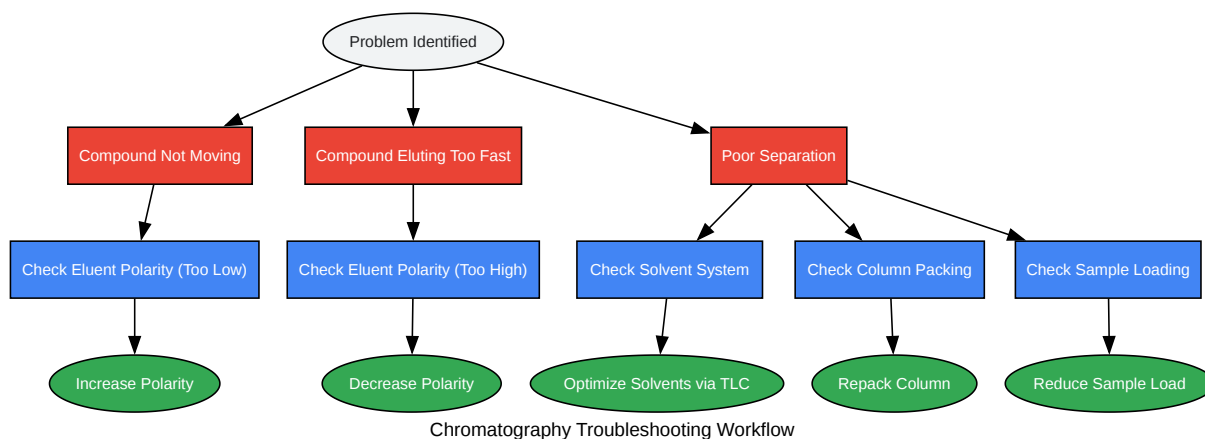 Problem Identified
Compound Not Moving
Compound Eluting Too Fast
Poor Separation
Check Eluent Polarity (Too Low)
Check Eluent Polarity (Too High)
Check Solvent System
Check Column Packing
Check Sample Loading
Increase Polarity
Decrease Polarity
Optimize Solvents via TLC
Repack Column
Reduce Sample Load
Chromatography Troubleshooting Workflow